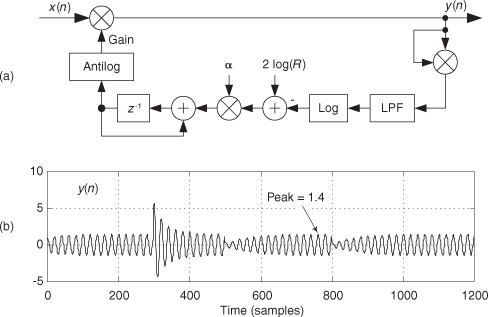 x(n)
y(n)
Gain
Antilog
(a)
α
2 log(R)
z⁻¹
+
+
-
Log
LPF
10
5
0
-5
y(n)
Peak = 1.4
(b)
0
200
400
600
800
1000
1200
Time (samples)